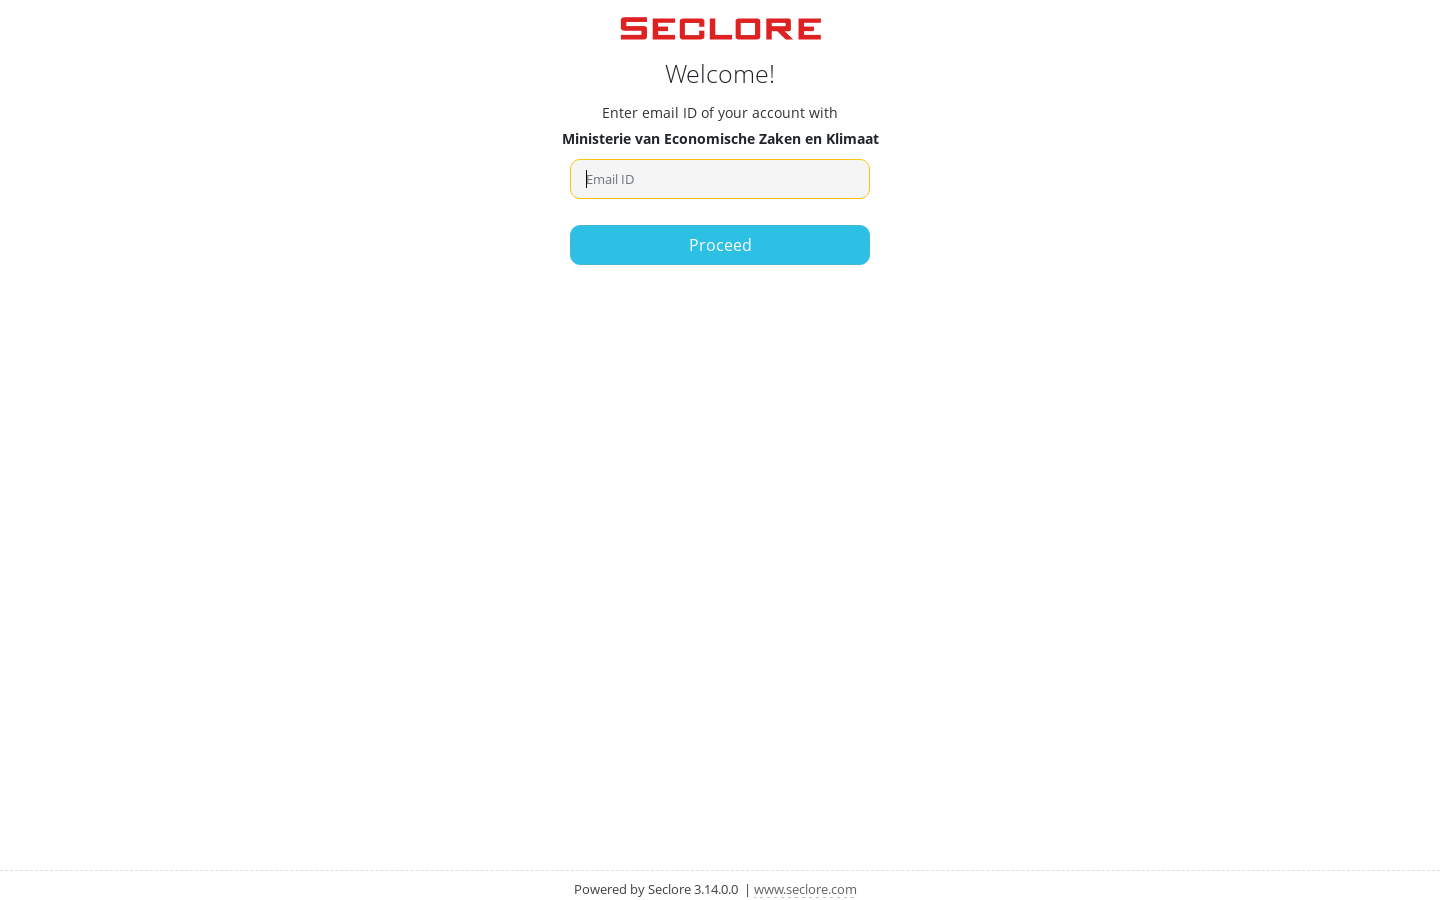 SECLORE
Welcome!
Enter email ID of your account with
Ministerie van Economische Zaken en Klimaat
Email ID
Proceed
Powered by Seclore 3.14.0.0 | www.seclore.com